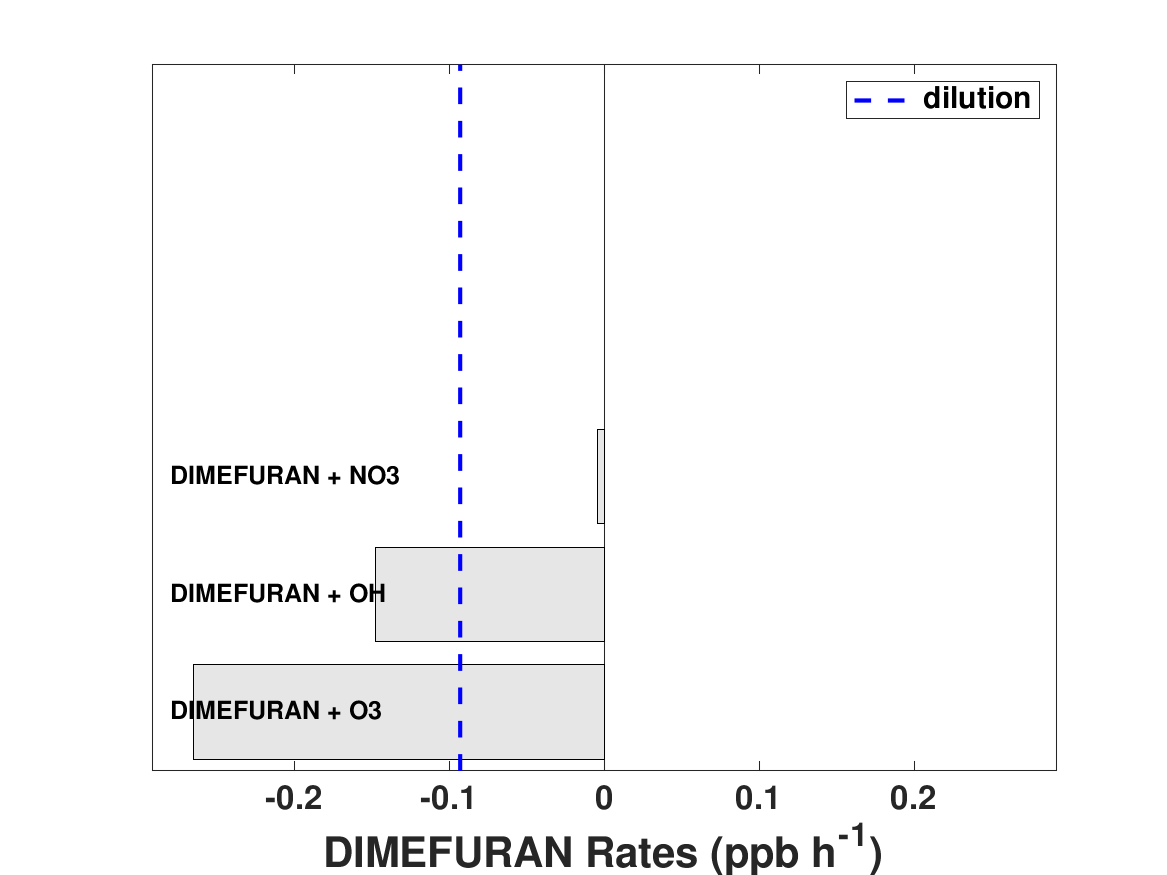 dilution
DIMEFURAN + NO3
DIMEFURAN + OH
DIMEFURAN + O3
-0.2 -0.1 0 0.1 0.2
DIMEFURAN Rates (ppb h^-1)